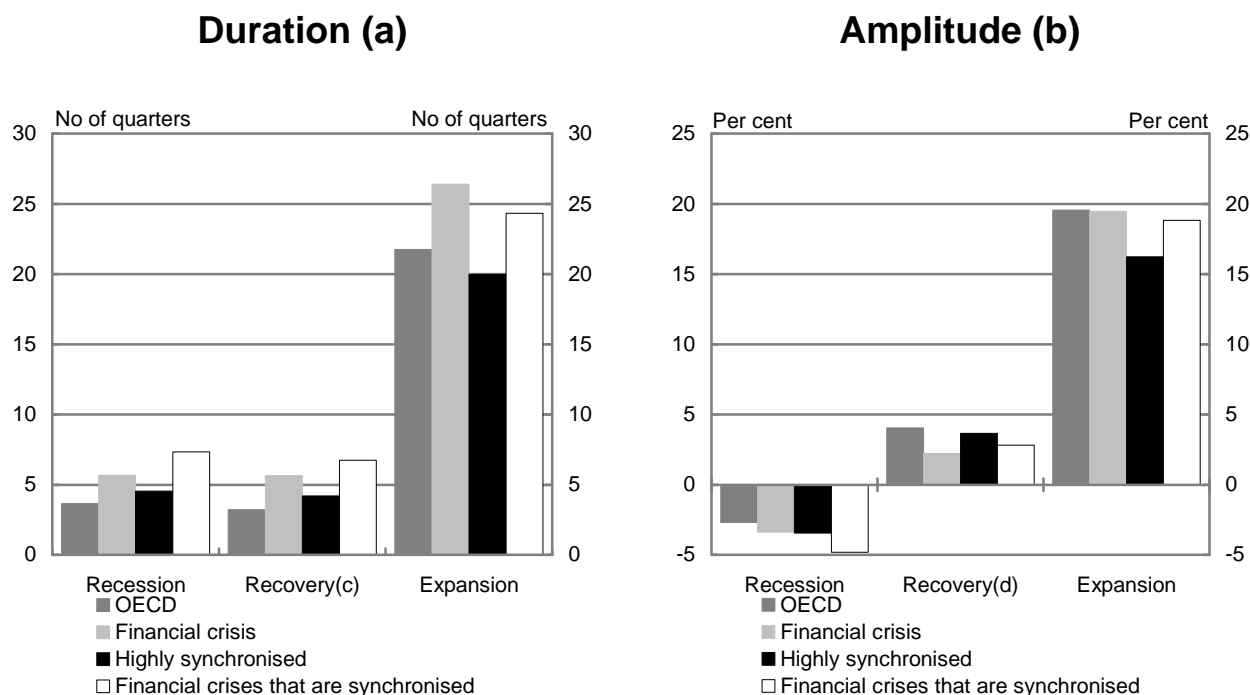 Duration (a)
No of quarters
No of quarters
30
25
20
15
10
5
0
30
25
20
15
10
5
0
Recession
Recovery(c)
Expansion
OECD
Financial crisis
Highly synchronised
Financial crises that are synchronised
Amplitude (b)
Per cent
Per cent
25
20
15
10
5
0
-5
25
20
15
10
5
0
-5
Recession
Recovery(d)
Expansion
OECD
Financial crisis
Highly synchronised
Financial crises that are synchronised